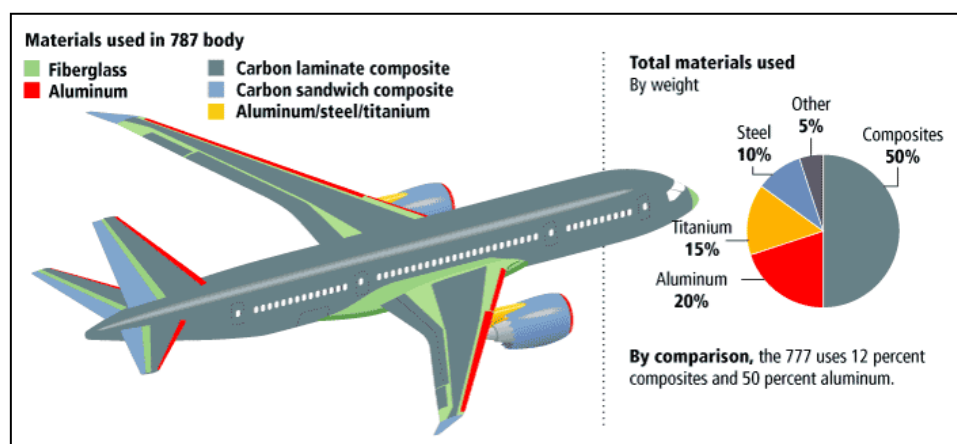 Materials used in 787 body
Fiberglass
Aluminum
Carbon laminate composite
Carbon sandwich composite
Aluminum/steel/titanium
Total materials used
By weight
Other
5%
Steel
10%
Composites
50%
Titanium
15%
Aluminum
20%
By comparison, the 777 uses 12 percent
composites and 50 percent aluminum.